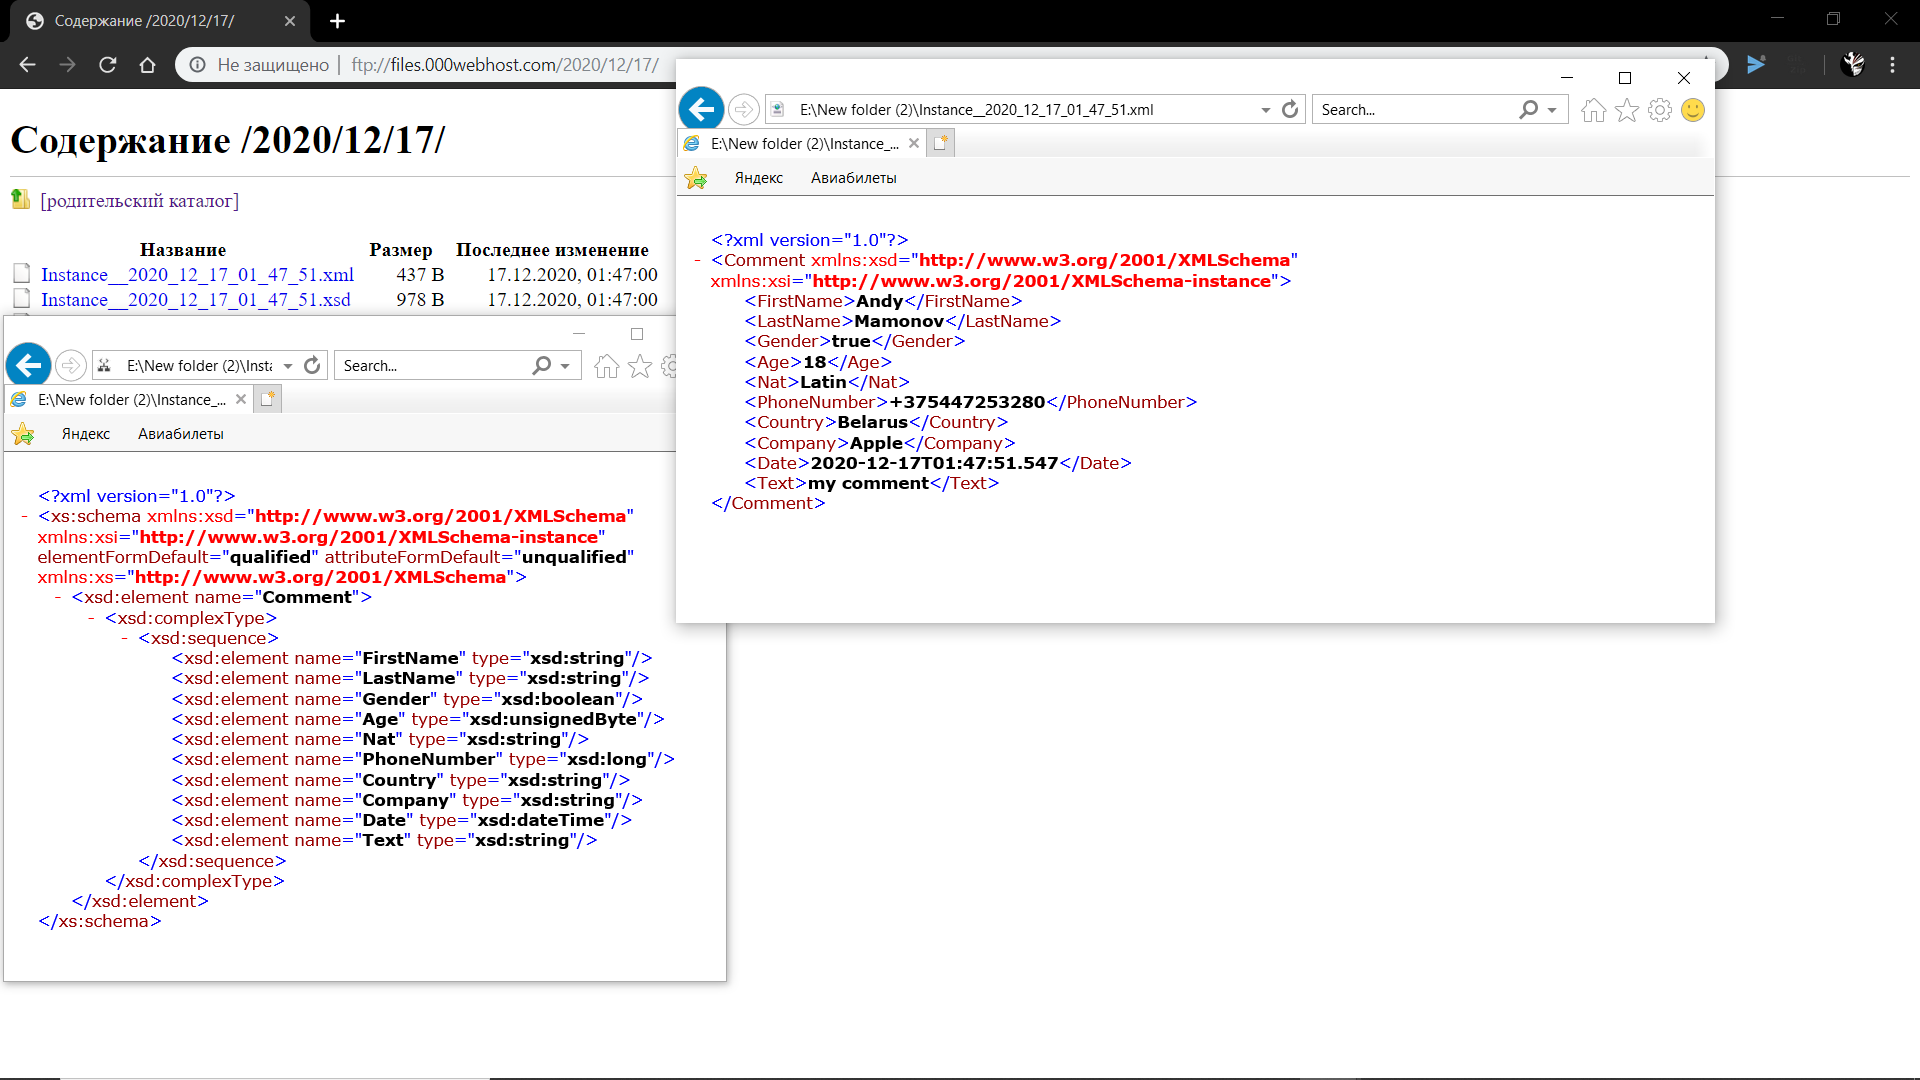 Содержание /2020/12/17/
Не защищено | ftp://files.000webhost.com/2020/12/17/
Содержание /2020/12/17/
[родительский каталог]
Название Размер Последнее изменение
Instance__2020_12_17_01_47_51.xml 437 B 17.12.2020, 01:47:00
Instance__2020_12_17_01_47_51.xsd 978 B 17.12.2020, 01:47:00
E:\New folder (2)\Instance__2020_12_17_01_47_51.xml Search...
E:\New folder (2)\Instance_...
Яндекс Авиабилеты
<?xml version="1.0"?>
- <Comment xmlns:xsd="http://www.w3.org/2001/XMLSchema"
xmlns:xsi="http://www.w3.org/2001/XMLSchema-instance">
<FirstName>Andy</FirstName>
<LastName>Mamonov</LastName>
<Gender>true</Gender>
<Age>18</Age>
<Nat>Latin</Nat>
<PhoneNumber>+375447253280</PhoneNumber>
<Country>Belarus</Country>
<Company>Apple</Company>
<Date>2020-12-17T01:47:51.547</Date>
<Text>my comment</Text>
</Comment>
E:\New folder (2)\Insta Search...
E:\New folder (2)\Instance_...
Яндекс Авиабилеты
<?xml version="1.0"?>
- <xs:schema xmlns:xsd="http://www.w3.org/2001/XMLSchema"
xmlns:xsi="http://www.w3.org/2001/XMLSchema-instance"
elementFormDefault="qualified" attributeFormDefault="unqualified"
xmlns:xs="http://www.w3.org/2001/XMLSchema">
- <xsd:element name="Comment">
- <xsd:complexType>
- <xsd:sequence>
<xsd:element name="FirstName" type="xsd:string"/>
<xsd:element name="LastName" type="xsd:string"/>
<xsd:element name="Gender" type="xsd:boolean"/>
<xsd:element name="Age" type="xsd:unsignedByte"/>
<xsd:element name="Nat" type="xsd:string"/>
<xsd:element name="PhoneNumber" type="xsd:long"/>
<xsd:element name="Country" type="xsd:string"/>
<xsd:element name="Company" type="xsd:string"/>
<xsd:element name="Date" type="xsd:dateTime"/>
<xsd:element name="Text" type="xsd:string"/>
</xsd:sequence>
</xsd:complexType>
</xsd:element>
</xs:schema>